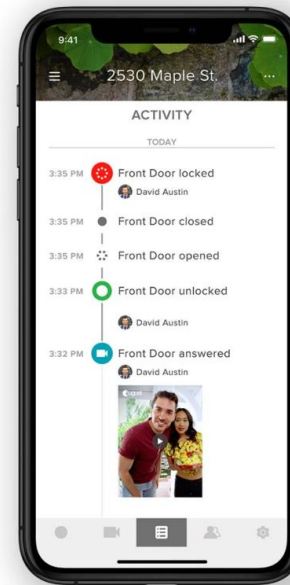 9:41
2530 Maple St.
ACTIVITY
TODAY
3:35 PM Front Door locked
David Austin
3:35 PM Front Door closed
3:35 PM Front Door opened
3:33 PM Front Door unlocked
David Austin
3:32 PM Front Door answered
David Austin